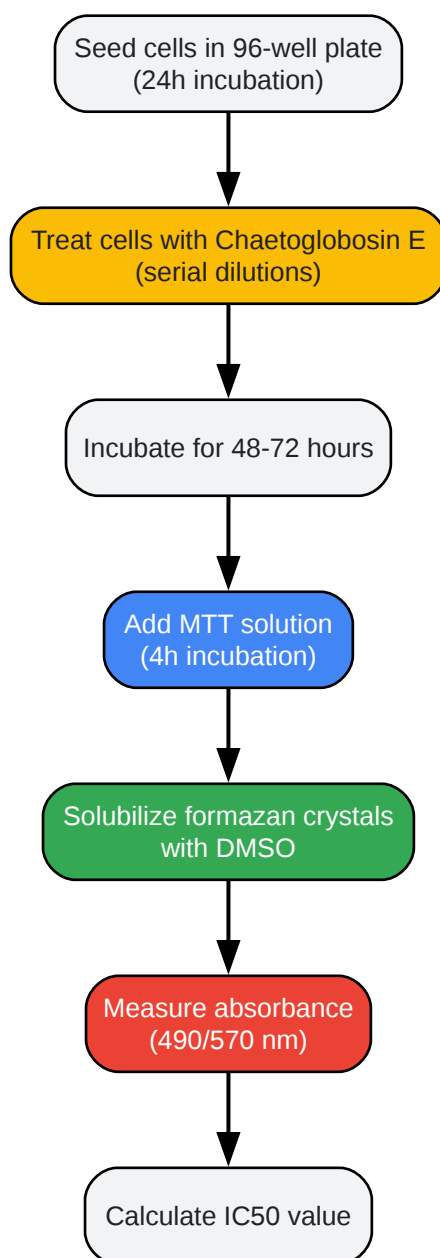 Seed cells in 96-well plate
(24h incubation)
Treat cells with Chaetoglobosin E
(serial dilutions)
Incubate for 48-72 hours
Add MTT solution
(4h incubation)
Solubilize formazan crystals
with DMSO
Measure absorbance
(490/570 nm)
Calculate IC50 value